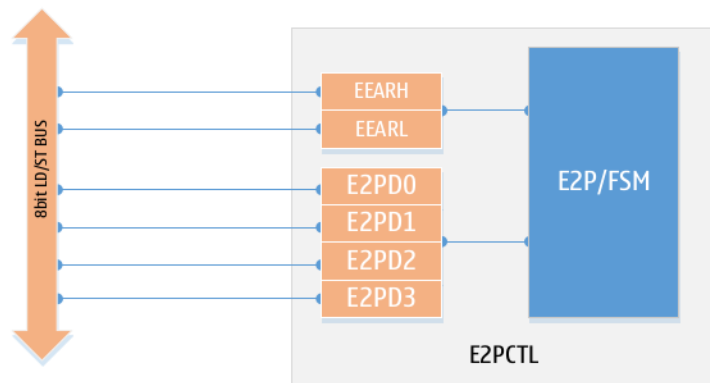 8bit LD/ST BUS
EEARH
EEARL
E2PD0
E2PD1
E2PD2
E2PD3
E2P/FSM
E2PCTL